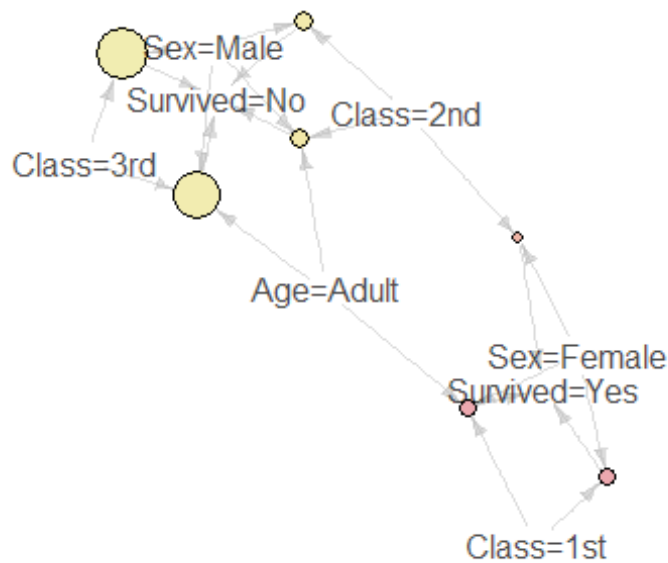 Sex=Male
Survived=No
Class=2nd
Class=3rd
Age=Adult
Sex=Female
Survived=Yes
Class=1st